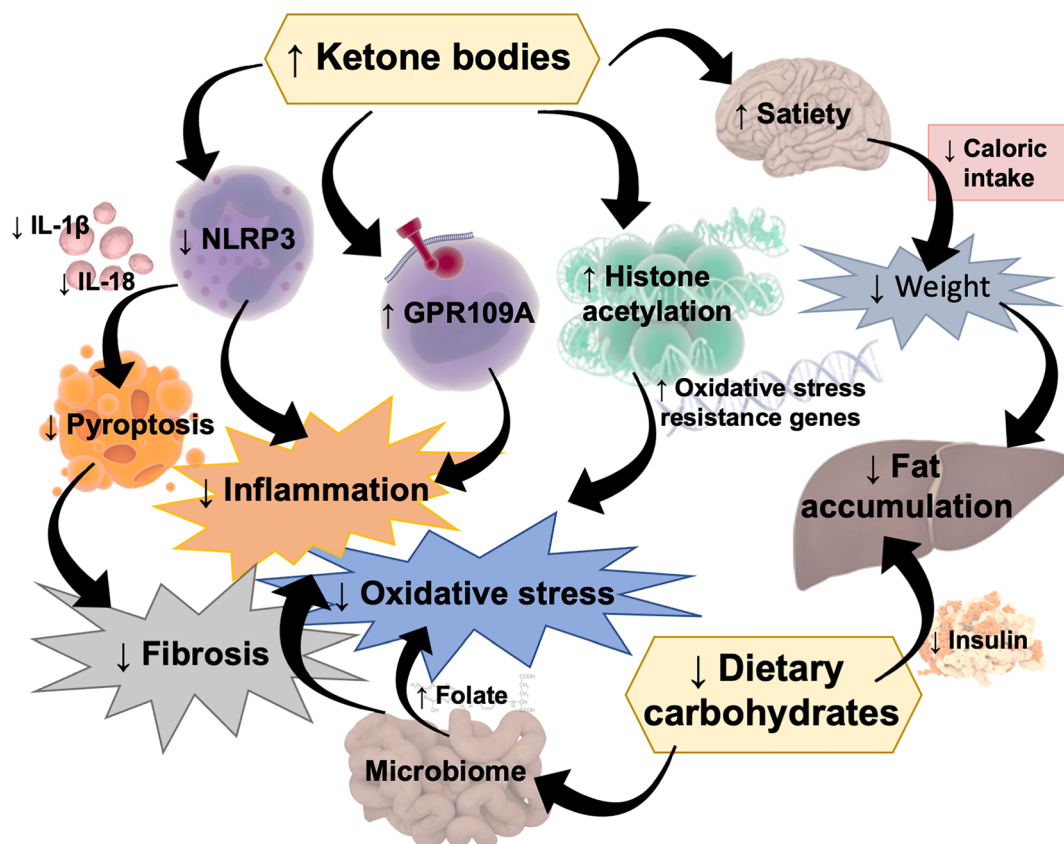 ↑ Ketone bodies
↑ Satiety
↓ Caloric
intake
↓ IL-1β
↓ NLRP3
↓ IL-18
↑ GPR109A
↑ Histone
acetylation
↓ Weight
↑ Oxidative stress
resistance genes
↓ Pyroptosis
↓ Inflammation
↓ Fat
accumulation
↓ Oxidative stress
↓ Fibrosis
↓ Insulin
↓ Dietary
carbohydrates
↑ Folate
Microbiome